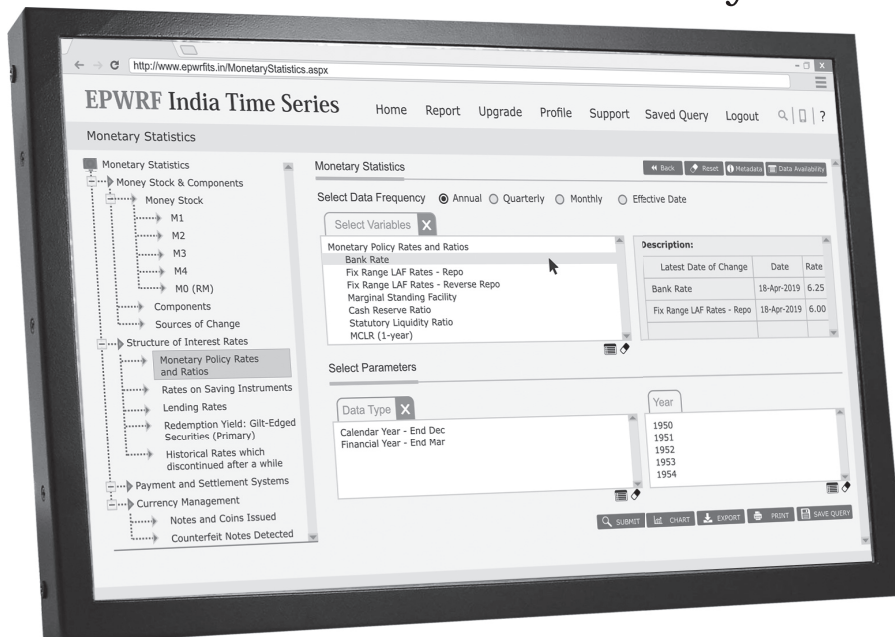 http://www.epwrfits.in/MonetaryStatistics.aspx
EPWRF India Time Series
Home Report Upgrade Profile Support Saved Query Logout ?
Monetary Statistics
Monetary Statistics
Money Stock & Components
Money Stock
M1
M2
M3
M4
M0 (RM)
Components
Sources of Change
Structure of Interest Rates
Monetary Policy Rates
and Ratios
Rates on Saving Instruments
Lending Rates
Redemption Yield: Gilt-Edged
Securities (Primary)
Historical Rates which
discontinued after a while
Payment and Settlement Systems
Currency Management
Notes and Coins Issued
Counterfeit Notes Detected
Monetary Statistics
Back Reset Metadata Data Availability
Select Data Frequency Annual Quarterly Monthly Effective Date
Select Variables X
Monetary Policy Rates and Ratios
Bank Rate
Fix Range LAF Rates - Repo
Fix Range LAF Rates - Reverse Repo
Marginal Standing Facility
Cash Reserve Ratio
Statutory Liquidity Ratio
MCLR (1-year)
Description:
Latest Date of Change Date Rate
Bank Rate 18-Apr-2019 6.25
Fix Range LAF Rates - Repo 18-Apr-2019 6.00
Select Parameters
Data Type X
Calendar Year - End Dec
Financial Year - End Mar
Year
1950
1951
1952
1953
1954
SUBMIT CHART EXPORT PRINT SAVE QUERY